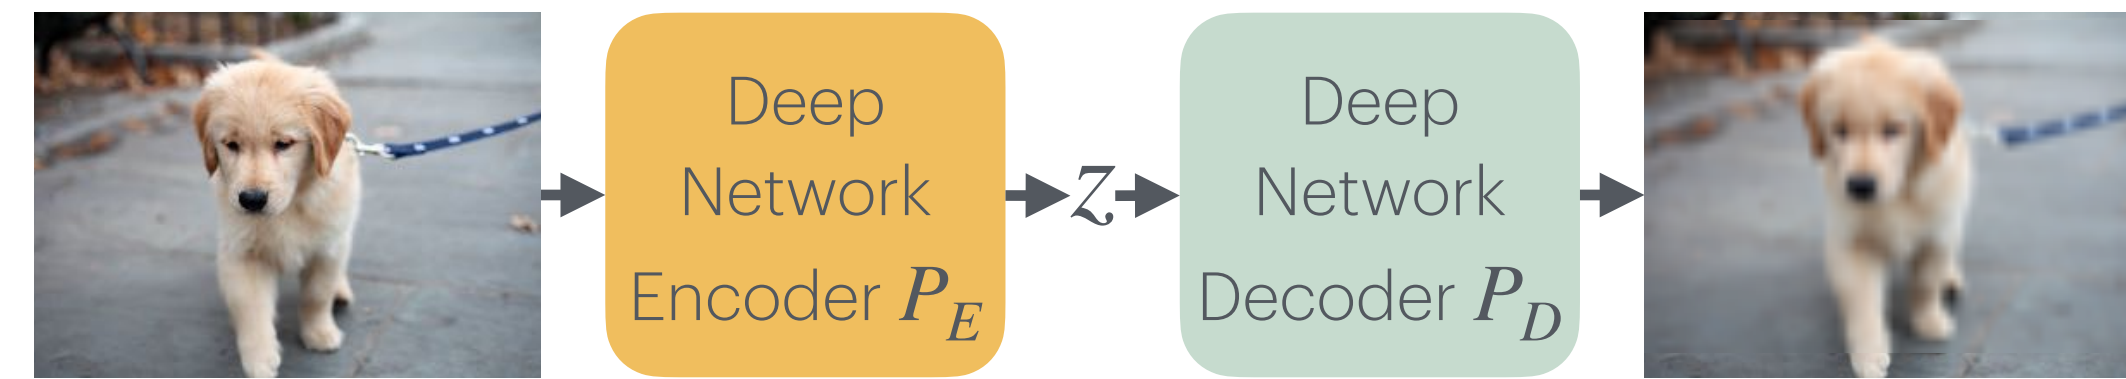 Deep
Network
Encoder P_E
z
Deep
Network
Decoder P_D